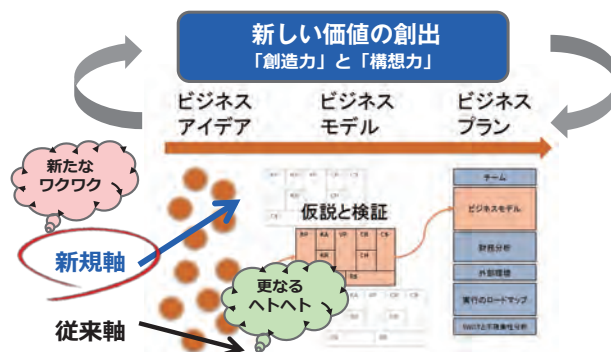 新しい価値の創出
「創造力」と「構想力」
ビジネス
アイデア
ビジネス
モデル
ビジネス
プラン
新たな
ワクワク
新規軸
従来軸
仮説と検証
更なる
ヘトヘト
チーム
ビジネスモデル
財務分析
外部環境
実行のロードマップ